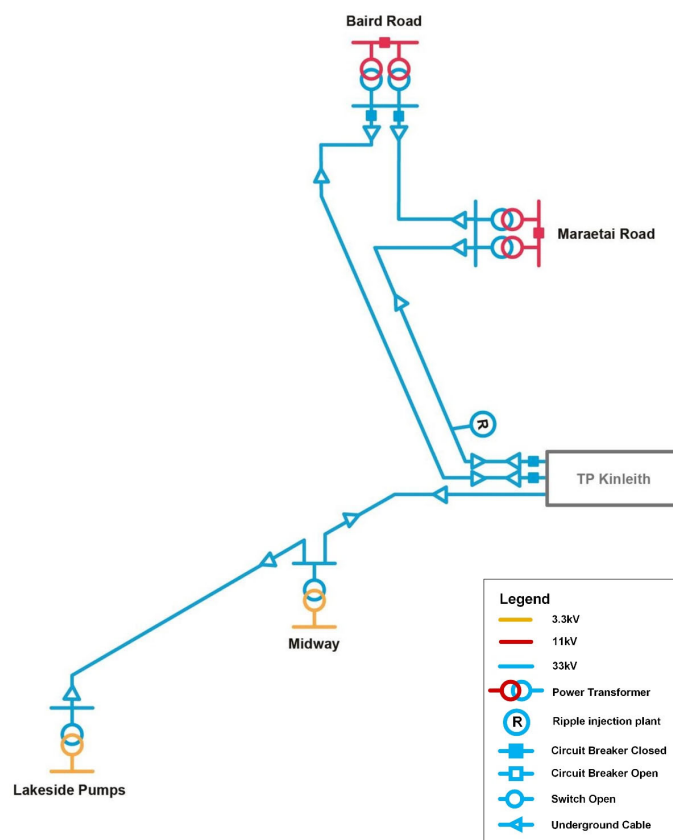 Baird Road
Maraetai Road
R
TP Kinleith
Midway
Lakeside Pumps
Legend
3.3kV
11kV
33kV
Power Transformer
R
Ripple injection plant
Circuit Breaker Closed
Circuit Breaker Open
Switch Open
Underground Cable